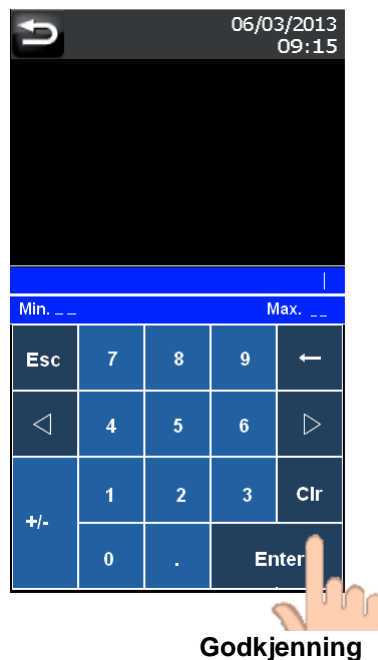 06/03/2013
09:15
Min. _ _ Max. _ _
Esc 7 8 9 ←
◁ 4 5 6 ▷
+/- 1 2 3 Clr
0 . Enter
Godkjenning